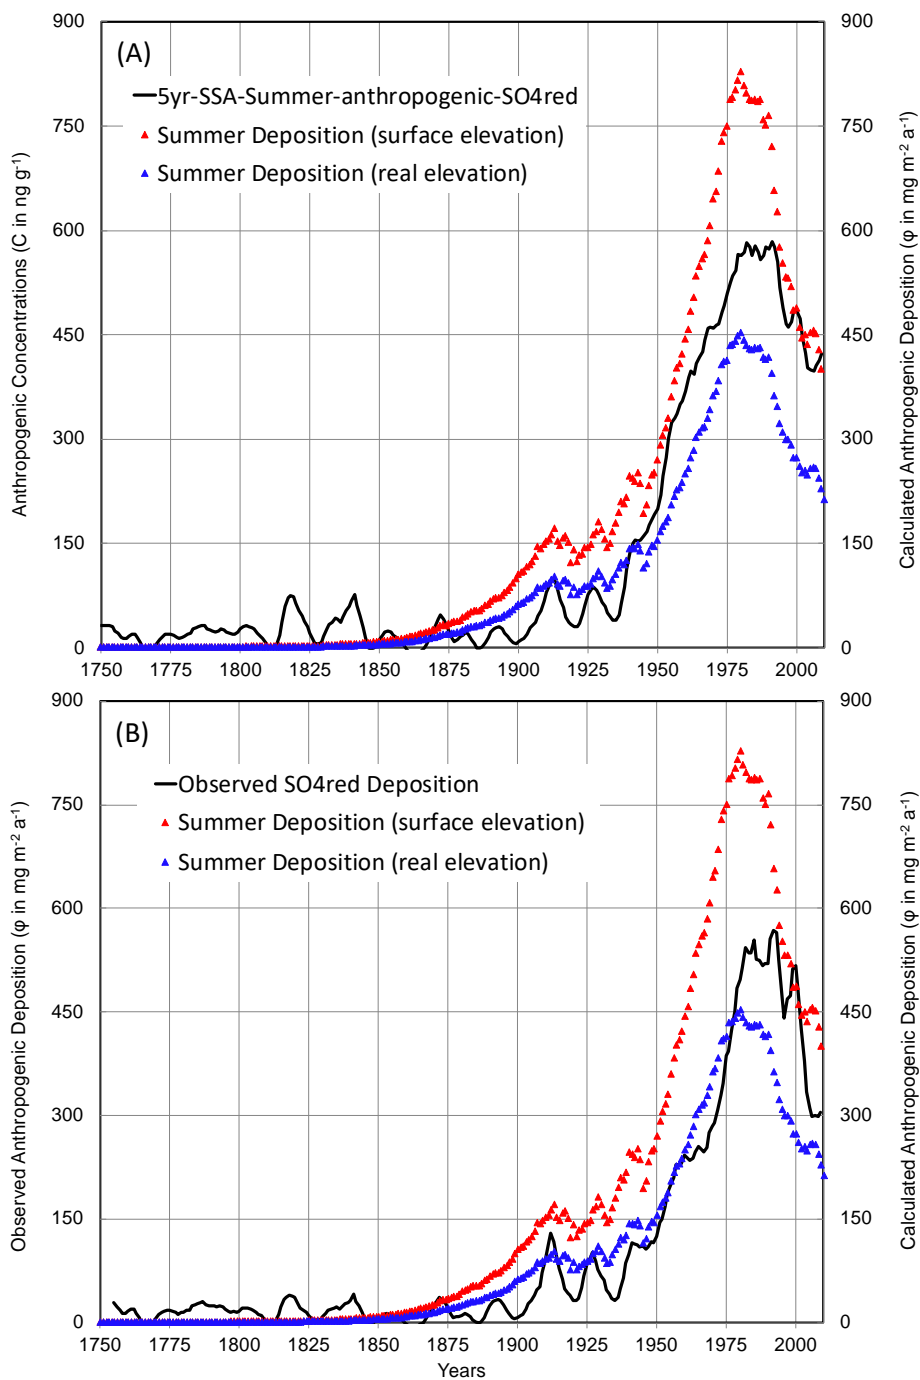 (A)
5yr-SSA-Summer-anthropogenic-SO4red
Summer Deposition (surface elevation)
Summer Deposition (real elevation)
Anthropogenic Concentrations (C in ng g⁻¹)
900
750
600
450
300
150
0
900
750
600
450
300
150
0
Calculated Anthropogenic Deposition (φ in mg m⁻² a⁻¹)
1750 1775 1800 1825 1850 1875 1900 1925 1950 1975 2000
(B)
Observed SO4red Deposition
Summer Deposition (surface elevation)
Summer Deposition (real elevation)
Observed Anthropogenic Deposition (φ in mg m⁻² a⁻¹)
900
750
600
450
300
150
0
900
750
600
450
300
150
0
Calculated Anthropogenic Deposition (φ in mg m⁻² a⁻¹)
1750 1775 1800 1825 1850 1875 1900 1925 1950 1975 2000
Years